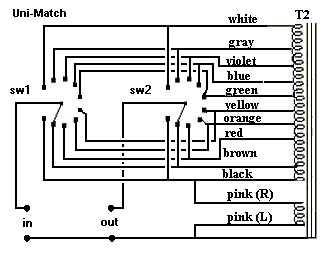 Uni-Match
T2
white
gray
violet
blue
sw1
sw2
green
yellow
orange
red
brown
black
pink (R)
in
out
pink (L)